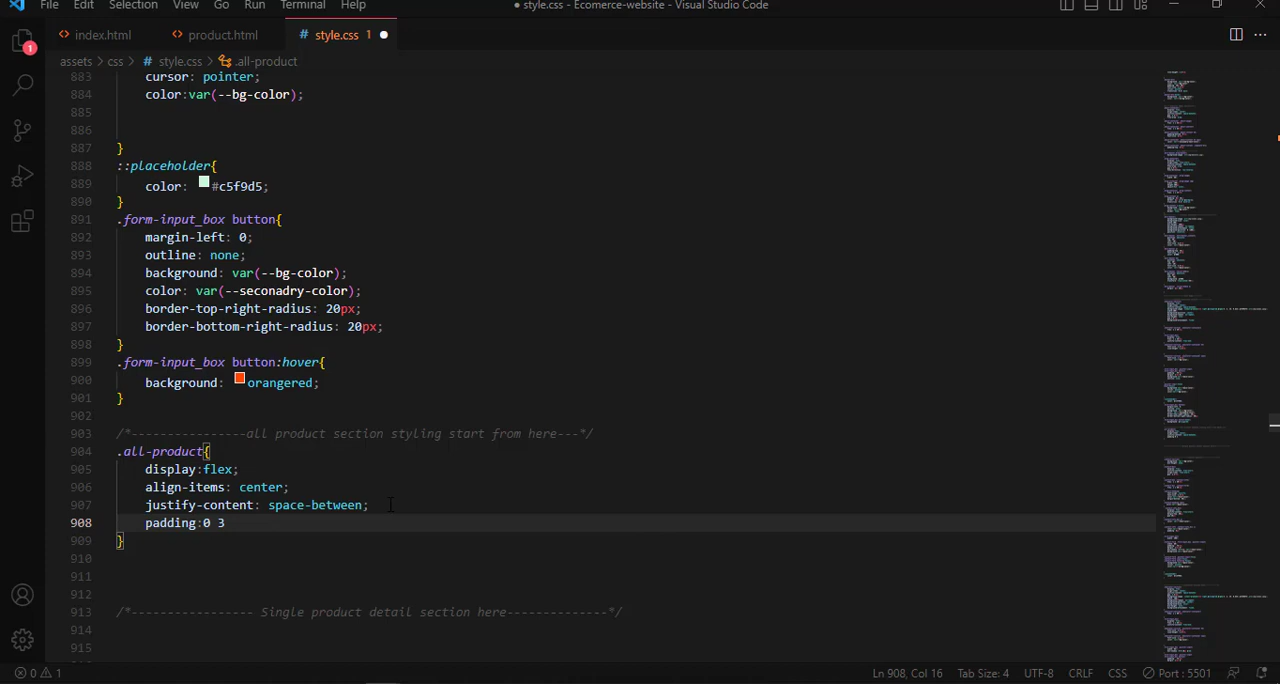 File Edit Selection View Go Run Terminal Help
● style.css - Ecomerce-website - Visual Studio Code
index.html product.html # style.css 1
assets > css > # style.css > .all-product
1
883 cursor: pointer;
884 color:var(--bg-color);
885
886
887 }
888 ::placeholder{
889 color: #c5f9d5;
890 }
891 .form-input_box button{
892 margin-left: 0;
893 outline: none;
894 background: var(--bg-color);
895 color: var(--seconadry-color);
896 border-top-right-radius: 20px;
897 border-bottom-right-radius: 20px;
898 }
899 .form-input_box button:hover{
900 background: orangered;
901 }
902
903 /*----------------all product section styling start from here---*/
904 .all-product{
905 display:flex;
906 align-items: center;
907 justify-content: space-between;
908 padding:0 3
909 }
910
911
912
913 /*----------------- Single product detail section here--------------*/
914
915
0 1 Ln 908, Col 16 Tab Size: 4 UTF-8 CRLF CSS Port : 5501